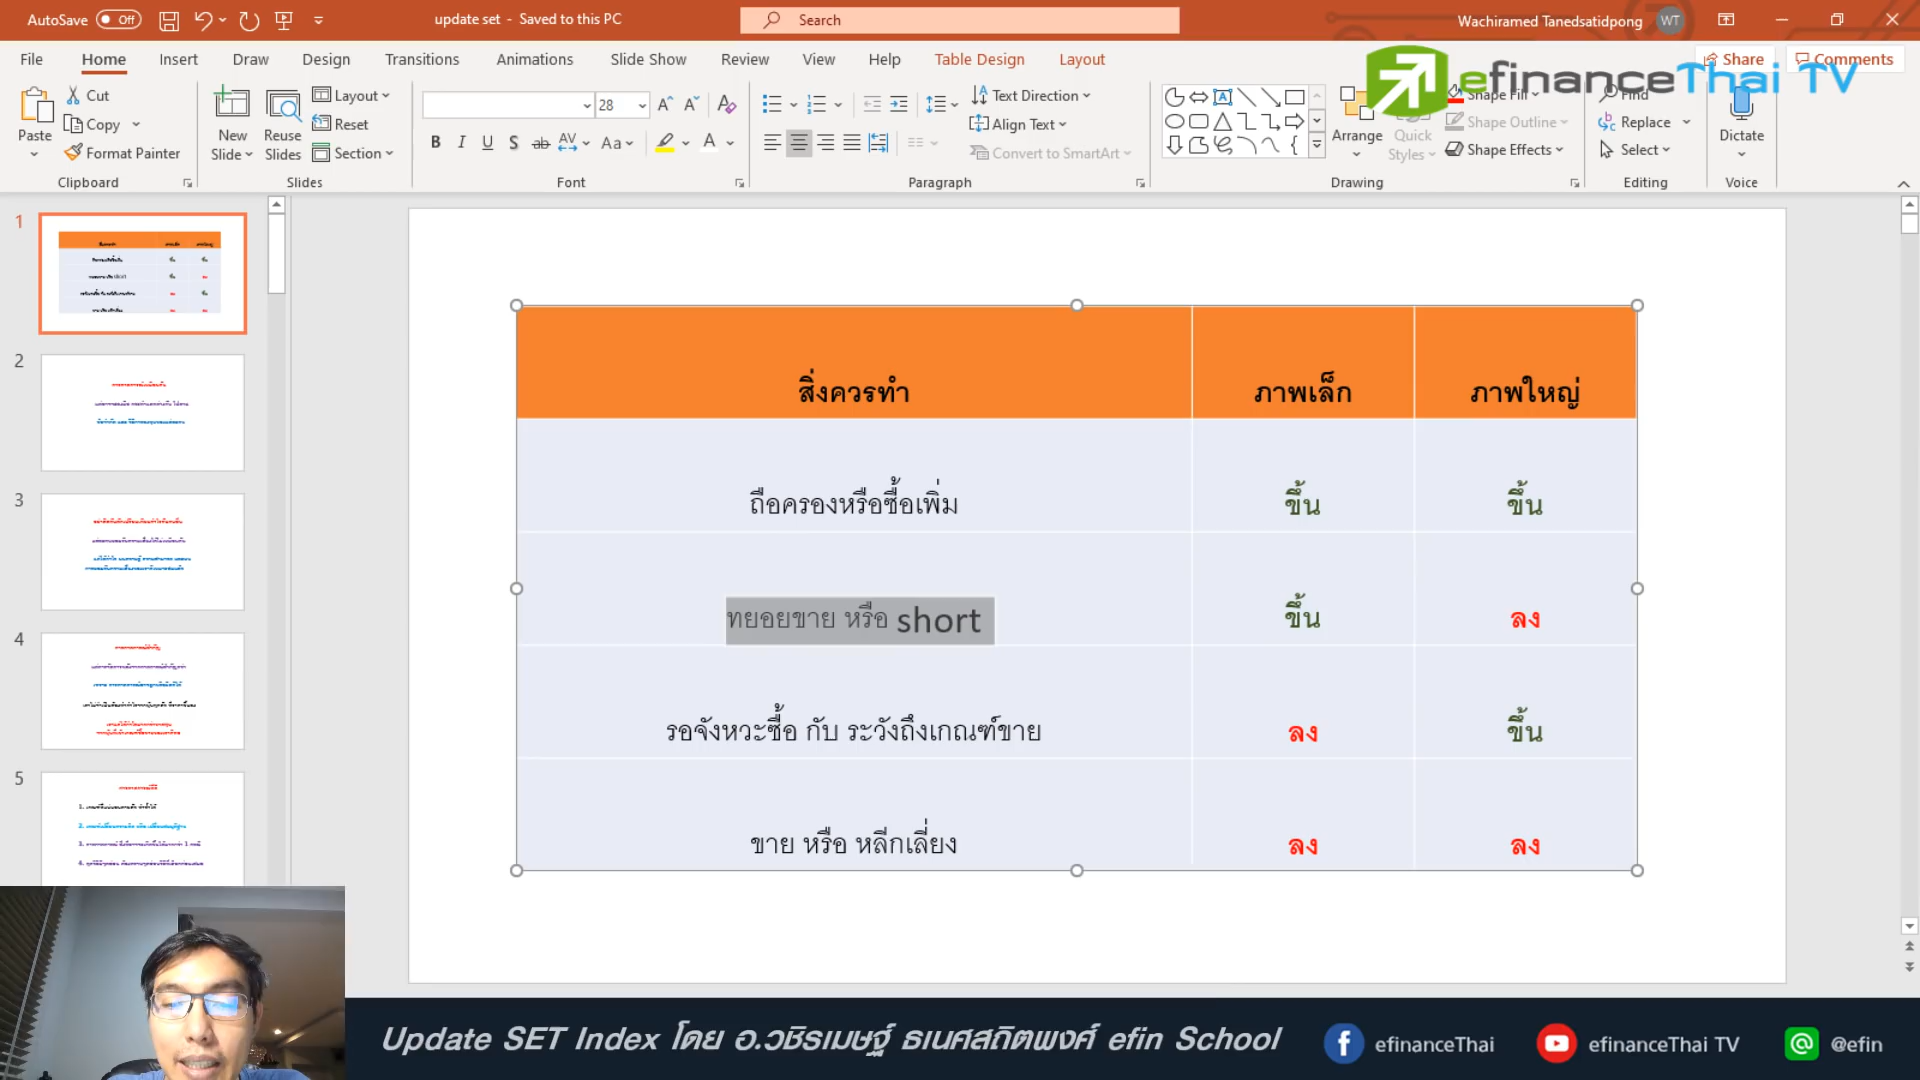 AutoSave Off update set - Saved to this PC Search Wachiramed Tanedsatidpong WT
File Home Insert Draw Design Transitions Animations Slide Show Review View Help Table Design Layout Share Comments
efinanceThai TV
Paste Cut Copy Format Painter
New Slide Reuse Slides Layout Reset Section
28
B I U S ab AV Aa A
Text Direction Align Text Convert to SmartArt
Arrange Quick Styles Shape Fill Shape Outline Shape Effects
Find Replace Select
Dictate
Clipboard Slides Font Paragraph Drawing Editing Voice
1
2
3
4
5
สิ่งควรทำ ภาพเล็ก ภาพใหญ่
ถือครองหรือซื้อเพิ่ม ขึ้น ขึ้น
ทยอยขาย หรือ short ขึ้น ลง
รอจังหวะซื้อ กับ ระวังถึงเกณฑ์ขาย ลง ขึ้น
ขาย หรือ หลีกเลี่ยง ลง ลง
Update SET Index โดย อ.วชิรเมษฐ์ ธเนศสถิตพงศ์ efin School efinanceThai efinanceThai TV @efin